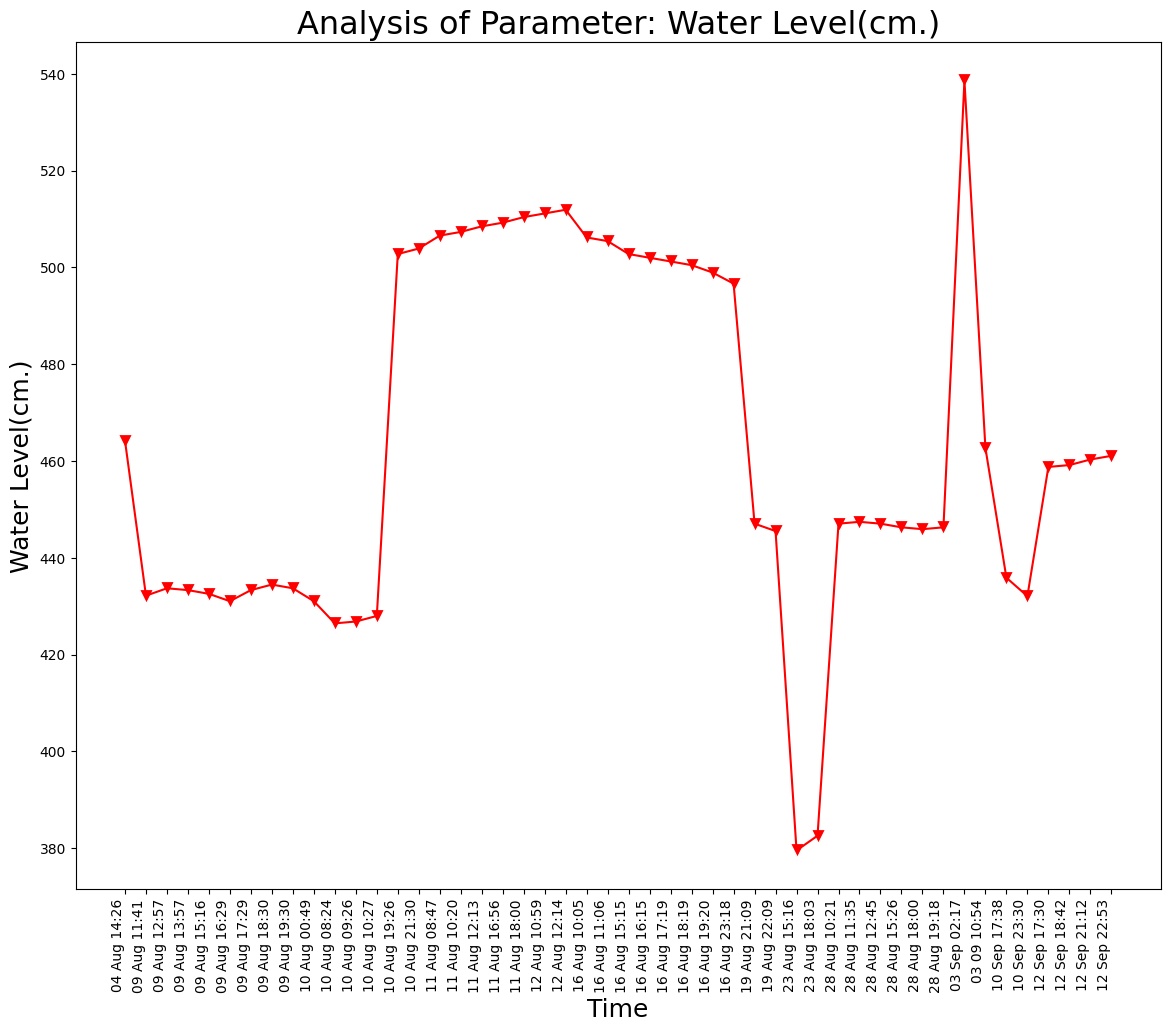 Analysis of Parameter: Water Level(cm.)
540
520
500
480
460
440
420
400
380
Water Level(cm.)
04 Aug 14:26
09 Aug 11:41
09 Aug 12:57
09 Aug 13:57
09 Aug 15:16
09 Aug 16:29
09 Aug 17:29
09 Aug 18:30
09 Aug 19:30
10 Aug 00:49
10 Aug 08:24
10 Aug 09:26
10 Aug 10:27
10 Aug 19:26
10 Aug 21:30
11 Aug 08:47
11 Aug 10:20
11 Aug 12:13
11 Aug 16:56
11 Aug 18:00
12 Aug 10:59
12 Aug 12:14
16 Aug 10:05
16 Aug 11:06
16 Aug 15:15
16 Aug 16:15
16 Aug 17:19
16 Aug 18:19
16 Aug 19:20
16 Aug 23:18
19 Aug 21:09
19 Aug 22:09
23 Aug 15:16
23 Aug 18:03
28 Aug 10:21
28 Aug 11:35
28 Aug 12:45
28 Aug 15:26
28 Aug 18:00
28 Aug 19:18
03 Sep 02:17
03 09 10:54
10 Sep 17:38
10 Sep 23:30
12 Sep 17:30
12 Sep 18:42
12 Sep 21:12
12 Sep 22:53
Time